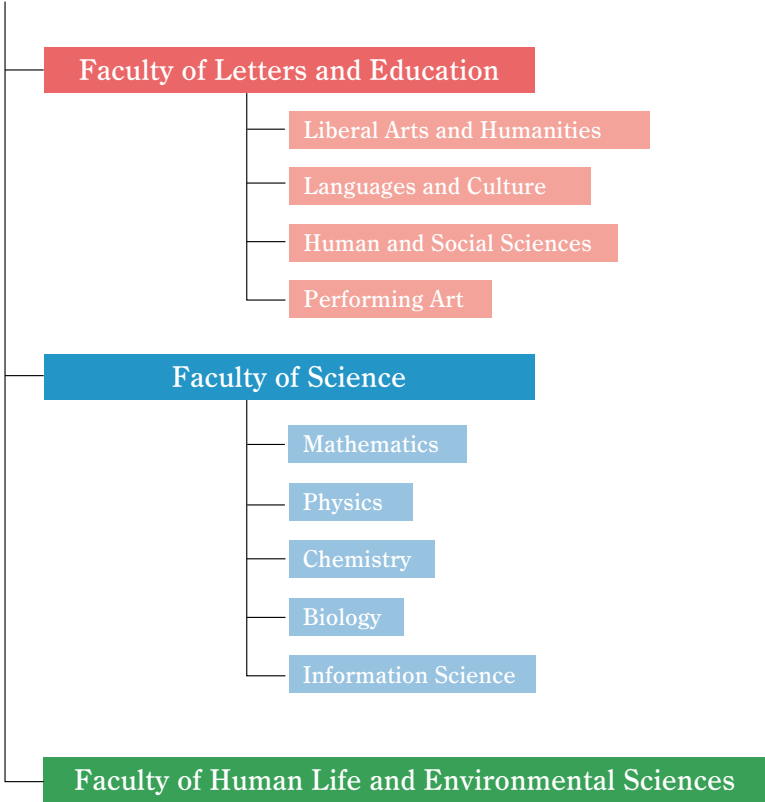 Faculty of Letters and Education
Liberal Arts and Humanities
Languages and Culture
Human and Social Sciences
Performing Art
Faculty of Science
Mathematics
Physics
Chemistry
Biology
Information Science
Faculty of Human Life and Environmental Sciences